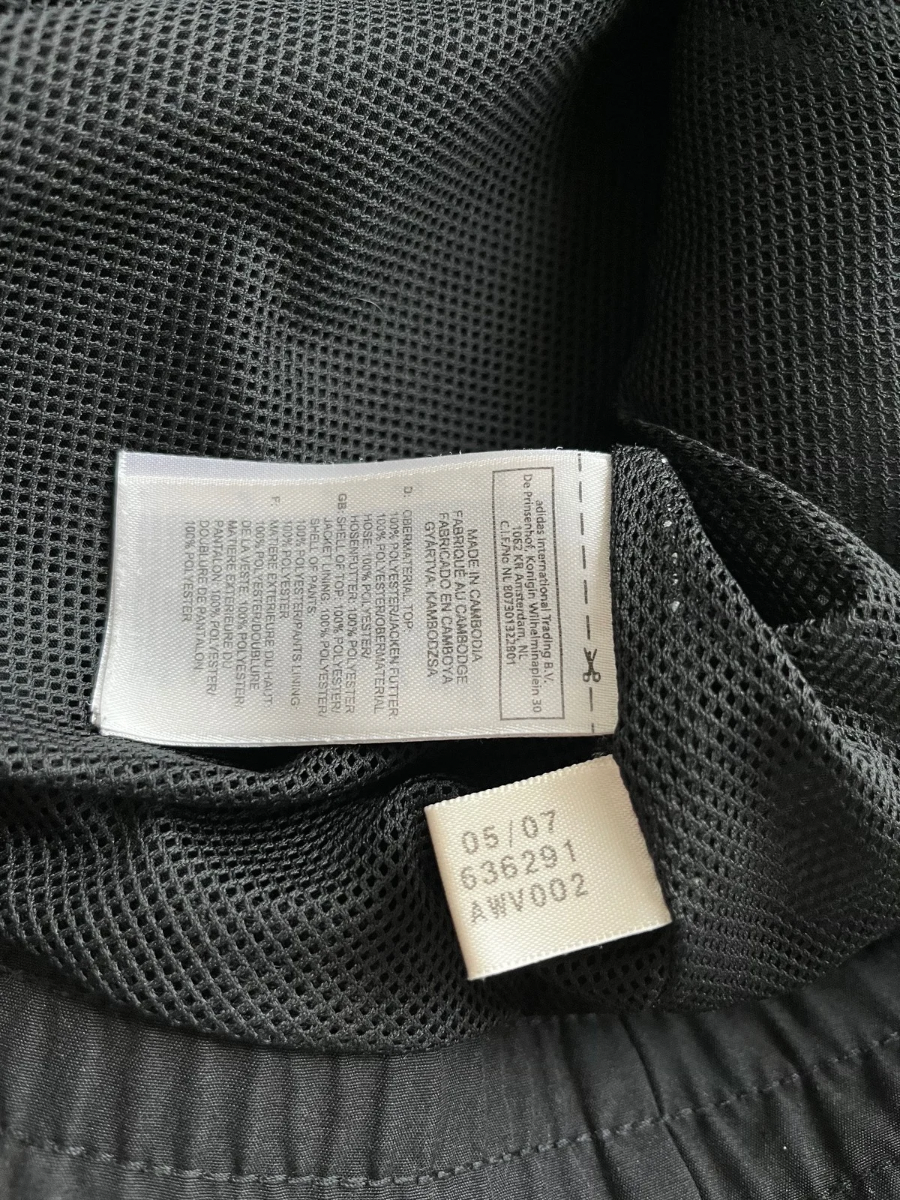 adidas International Trading B.V.
De Prinsenhof, Konigin Wilhelminaplein 30
1062 KR Amsterdam, NL
C.I.F./No NL 807301322B01
MADE IN CAMBODIA
FABRIQUÉ AU CAMBODGE
FABRICADO EN CAMBOYA
GYÁRTVA: KAMBODZSA
D: OBERMATERIAL TOP:
100% POLYESTER/JACKEN FUTTER
100% POLYESTER/OBERMATERIAL
HOSE: 100% POLYESTER/
HOSENFUTTER: 100% POLYESTER
GB: SHELL OF TOP: 100% POLYESTER/
JACKET LINING: 100% POLYESTER/
SHELL OF PANTS:
100% POLYESTER/PANTS LINING:
100% POLYESTER
F: MATIERE EXTERIEURE DU HAUT:
100% POLYESTER/DOUBLURE
DE LA VESTE: 100% POLYESTER/
MATIERE EXTERIEURE DU
PANTALON: 100% POLYESTER/
DOUBLURE DE PANTALON:
100% POLYESTER
05/07
636291
AWV002